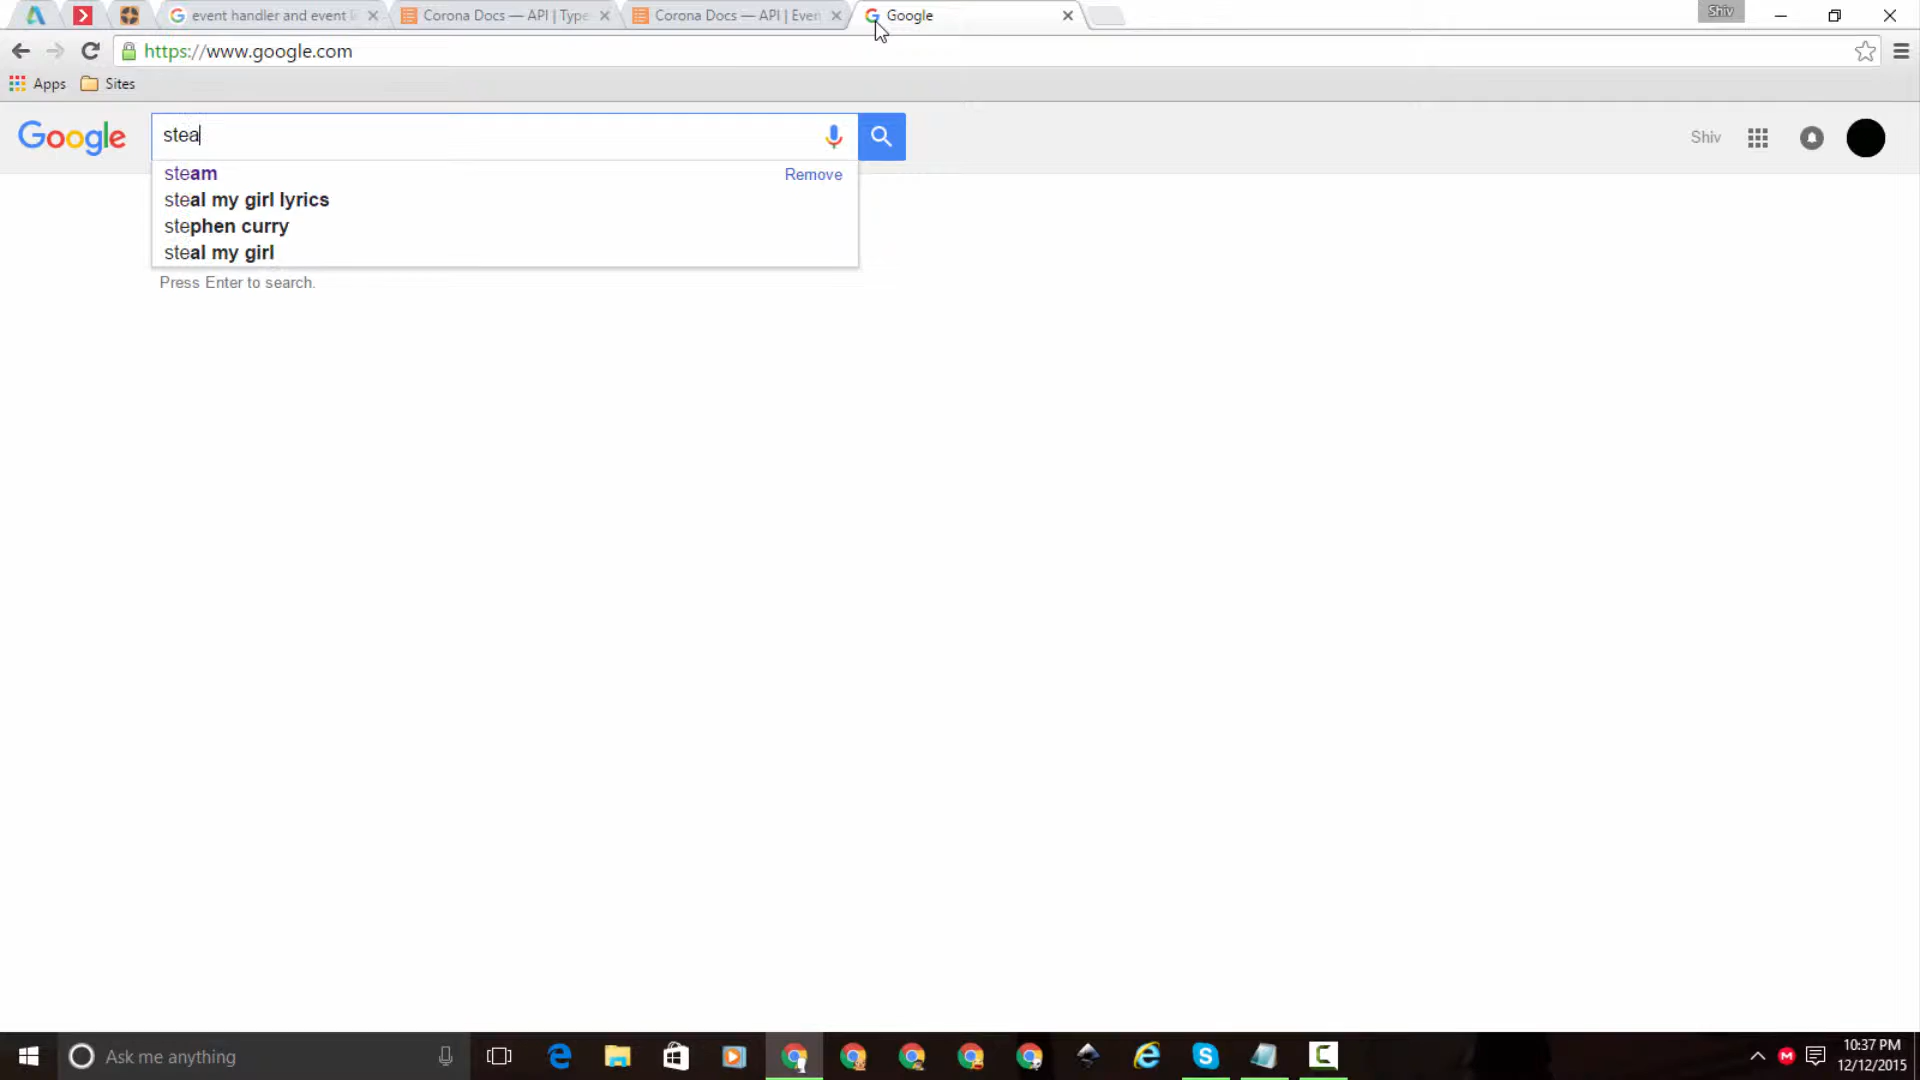 event handler and event l
Corona Docs — API | Type
Corona Docs — API | Even
Google
Shiv
https://www.google.com
Apps
Sites
Google
stea
Shiv
steam
Remove
steal my girl lyrics
stephen curry
steal my girl
Press Enter to search.
Ask me anything
10:37 PM
12/12/2015